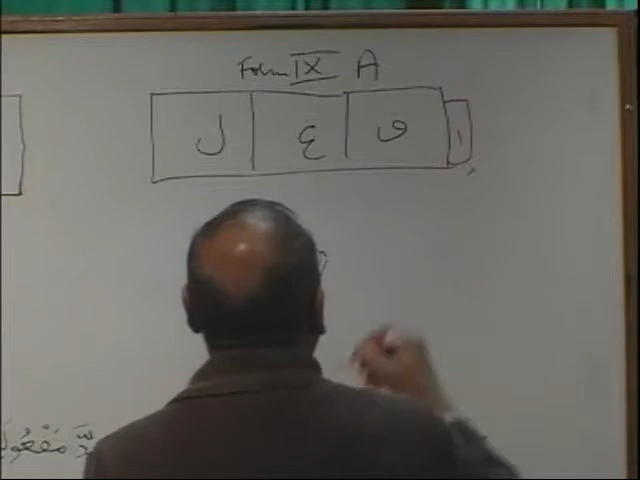 Form IX A
ا ف ع ل
مَفْعُول